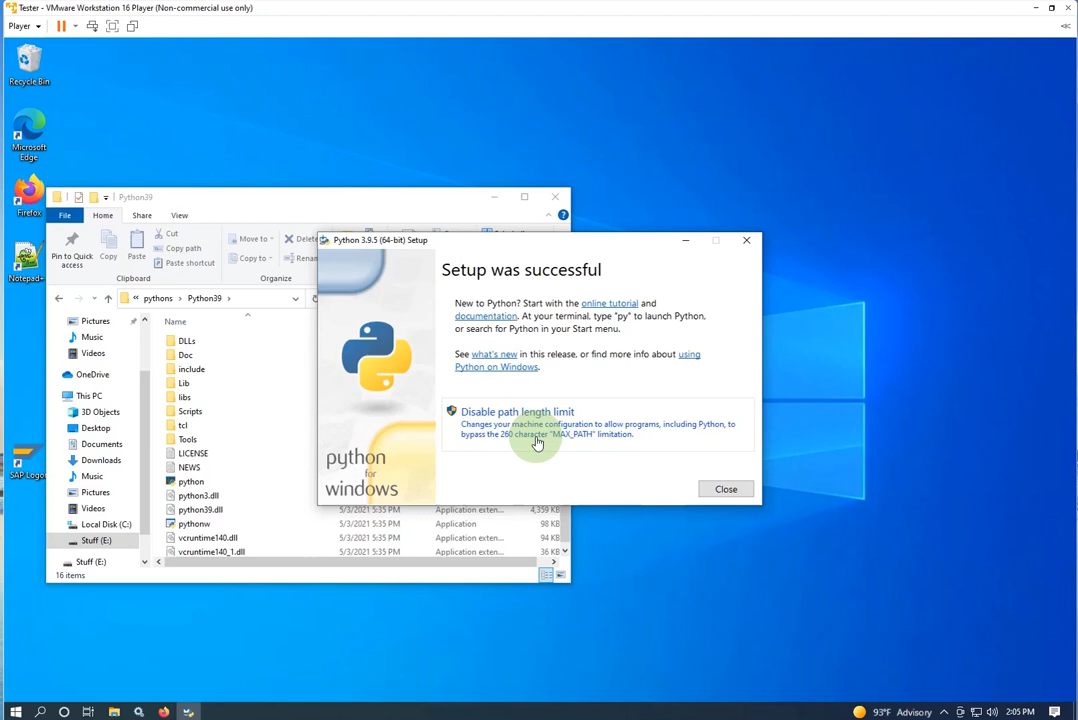 Tester - VMware Workstation 16 Player (Non-commercial use only)
Player
Recycle Bin
Microsoft
Edge
Firefox
Notepad+
SAP Logon
Python39
File
Home
Share
View
Pin to Quick
access
Copy
Paste
Cut
Copy path
Paste shortcut
Clipboard
Move to
Copy to
Delete
Organize
pythons
Python39
Pictures
Music
Videos
OneDrive
This PC
3D Objects
Desktop
Documents
Downloads
Music
Pictures
Videos
Local Disk (C:)
Stuff (E:)
Stuff (E:)
Name
DLLs
Doc
include
Lib
libs
Scripts
tcl
Tools
LICENSE
NEWS
python
python3.dll
python39.dll 5/3/2021 5:35 PM Application exten... 4,359 KB
pythonw 5/3/2021 5:35 PM Application 98 KB
vcruntime140.dll 5/3/2021 5:35 PM Application exten... 94 KB
vcruntime140_1.dll 5/3/2021 5:35 PM Application exten... 36 KB
16 items
Python 3.9.5 (64-bit) Setup
Setup was successful
New to Python? Start with the online tutorial and
documentation. At your terminal, type "py" to launch Python,
or search for Python in your Start menu.
See what's new in this release, or find more info about using
Python on Windows.
Disable path length limit
Changes your machine configuration to allow programs, including Python, to
bypass the 260 character "MAX_PATH" limitation.
python
for
windows
Close
93°F Advisory
2:05 PM